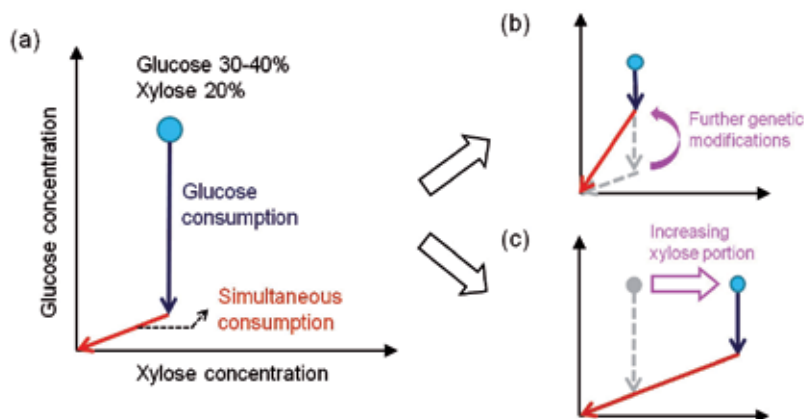 (a)
Glucose 30-40%
Xylose 20%
Glucose concentration
Glucose
consumption
Simultaneous
consumption
Xylose concentration
(b)
Further genetic
modifications
(c)
Increasing
xylose portion